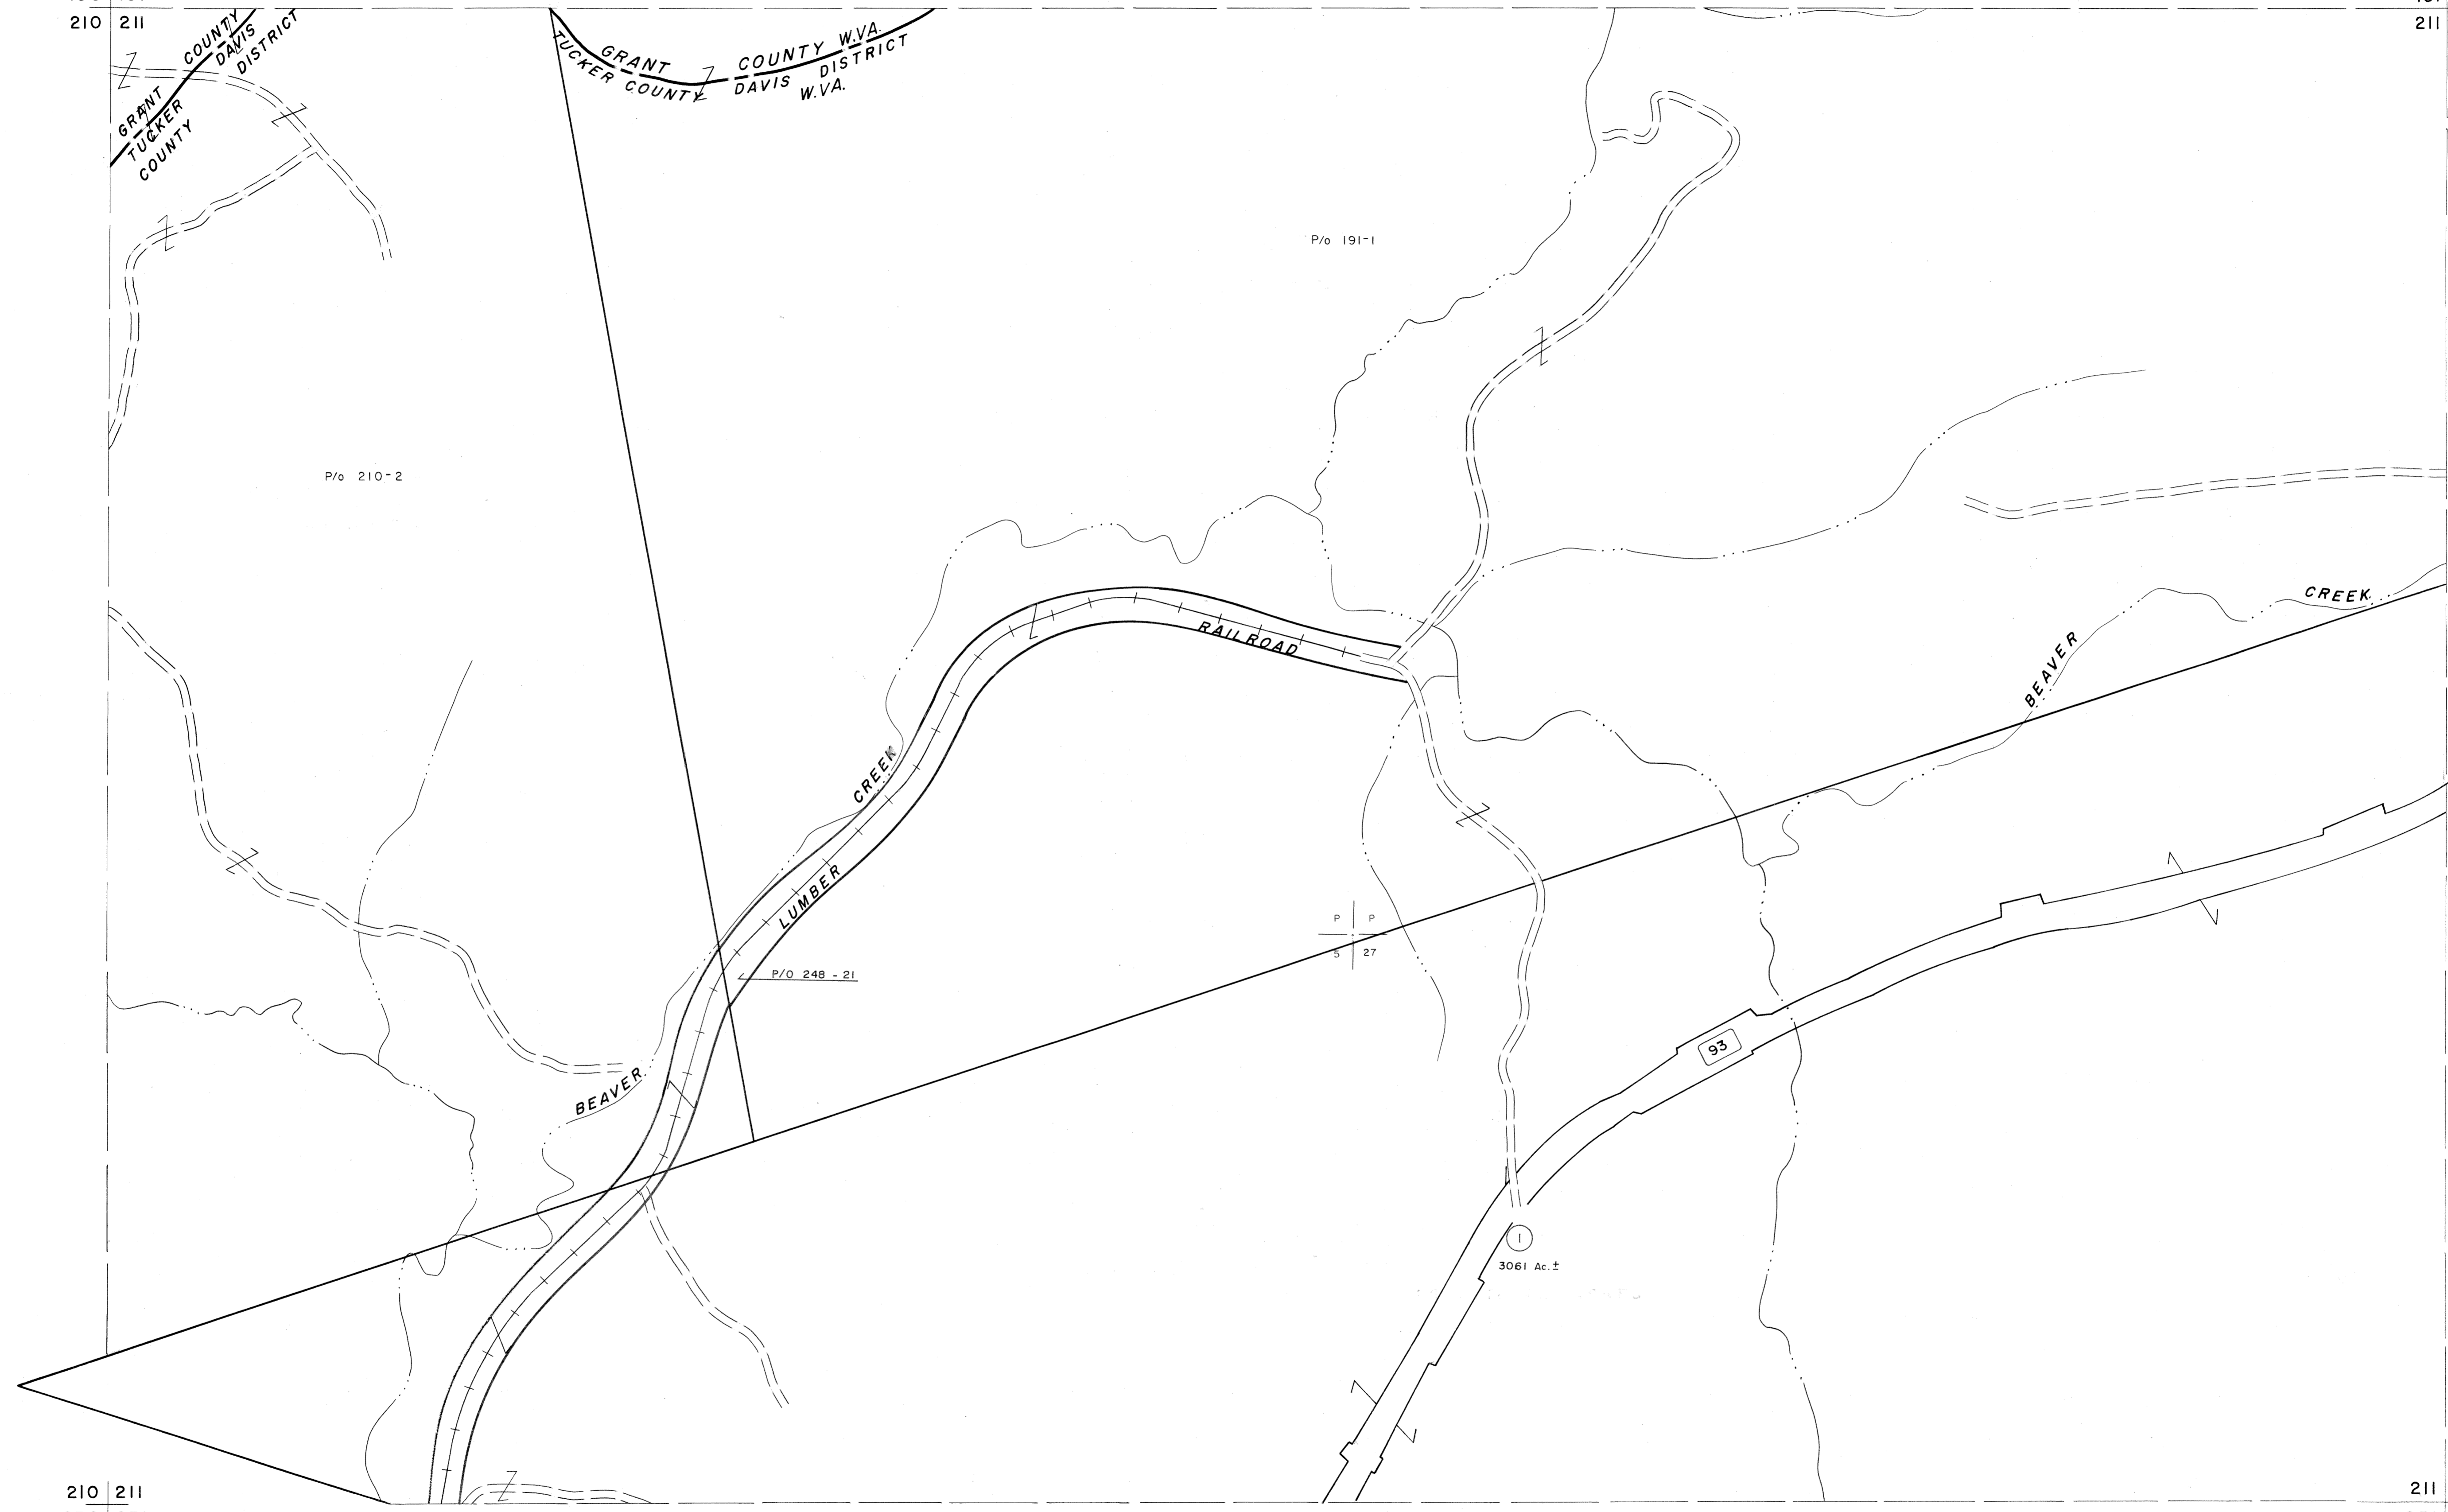 210 211
211
GRANT COUNTY
TUCKER COUNTY
DAVIS DISTRICT
GRANT COUNTY W.VA.
TUCKER COUNTY W.VA.
DAVIS DISTRICT
P/o 191-1
P/o 210-2
CREEK
BEAVER
RAILROAD
CREEK
LUMBER
P/O 248 - 21
P P
5 27
93
BEAVER
1
3061 Ac.±
210 211
211